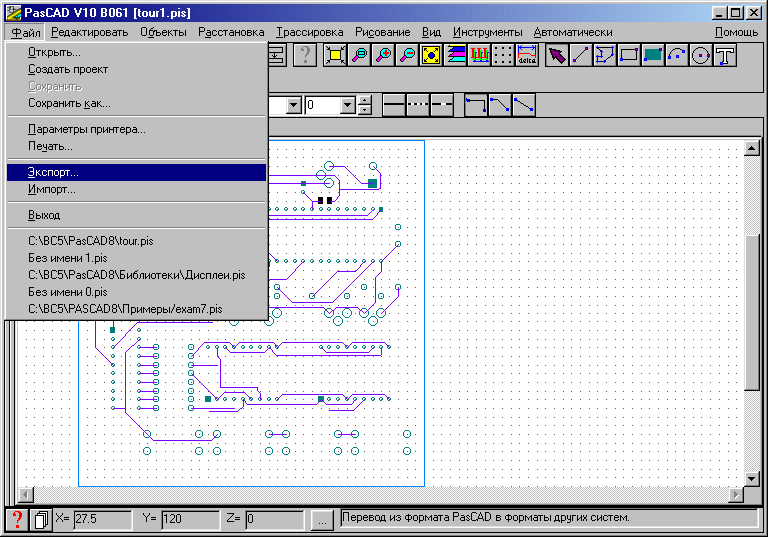 PasCAD V10 B061 [tour1.pis]
Файл Редактировать Объекты Расстановка Трассировка Рисование Вид Инструменты Автоматически Помощь
Открыть...
Создать проект
Сохранить
Сохранить как...
Параметры принтера...
Печать...
Экспорт...
Импорт...
Выход
C:\BC5\PasCAD8\tour.pis
Без имени 1.pis
C:\BC5\PasCAD8\Библиотеки\Дисплеи.pis
Без имени 0.pis
C:\BC5\PASCAD8\Примеры/exam7.pis
? delca T
0
? X= 27.5 Y= 120 Z= 0 ... Перевод из формата PasCAD в форматы других систем.